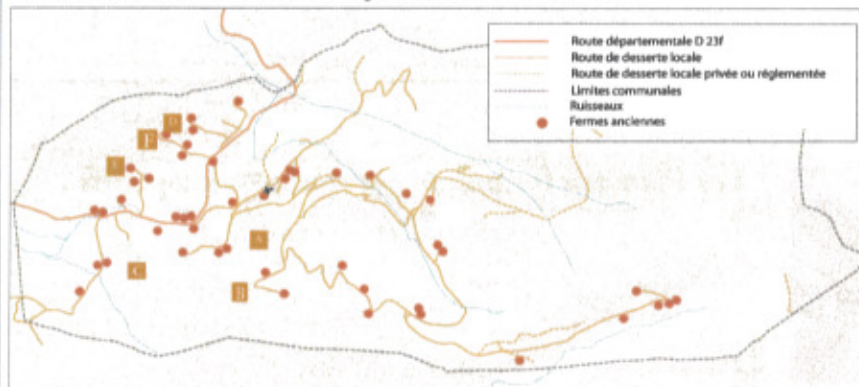 Route départementale D 23f
Route de desserte locale
Route de desserte locale privée ou réglementée
Limites communales
Ruisseaux
Fermes anciennes
D
E
A
C
B